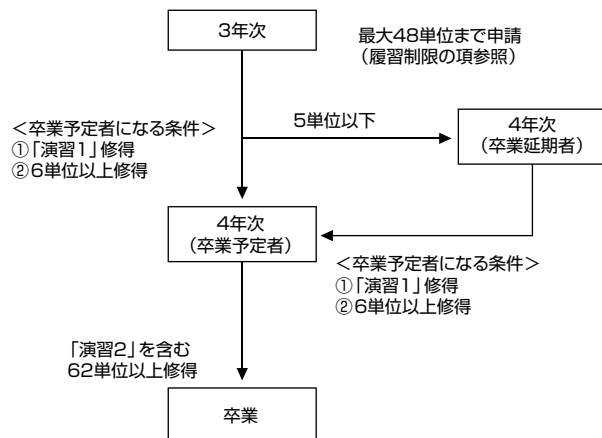 3年次
最大48単位まで申請
(履習制限の項参照)
<卒業予定者になる条件>
①「演習1」修得
②6単位以上修得
5単位以下
4年次
(卒業延期者)
4年次
(卒業予定者)
<卒業予定者になる条件>
①「演習1」修得
②6単位以上修得
「演習2」を含む
62単位以上修得
卒業